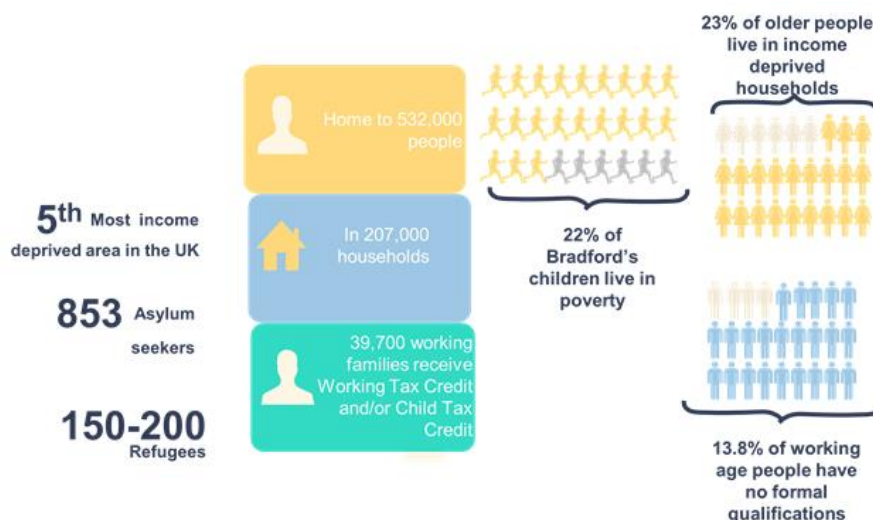 5th Most income
deprived area in the UK
853 Asylum
seekers
150-200
Refugees
Home to 532,000
people
In 207,000
households
39,700 working
families receive
Working Tax Credit
and/or Child Tax
Credit
22% of
Bradford's
children live in
poverty
23% of older people
live in income
deprived
households
13.8% of working
age people have
no formal
qualifications